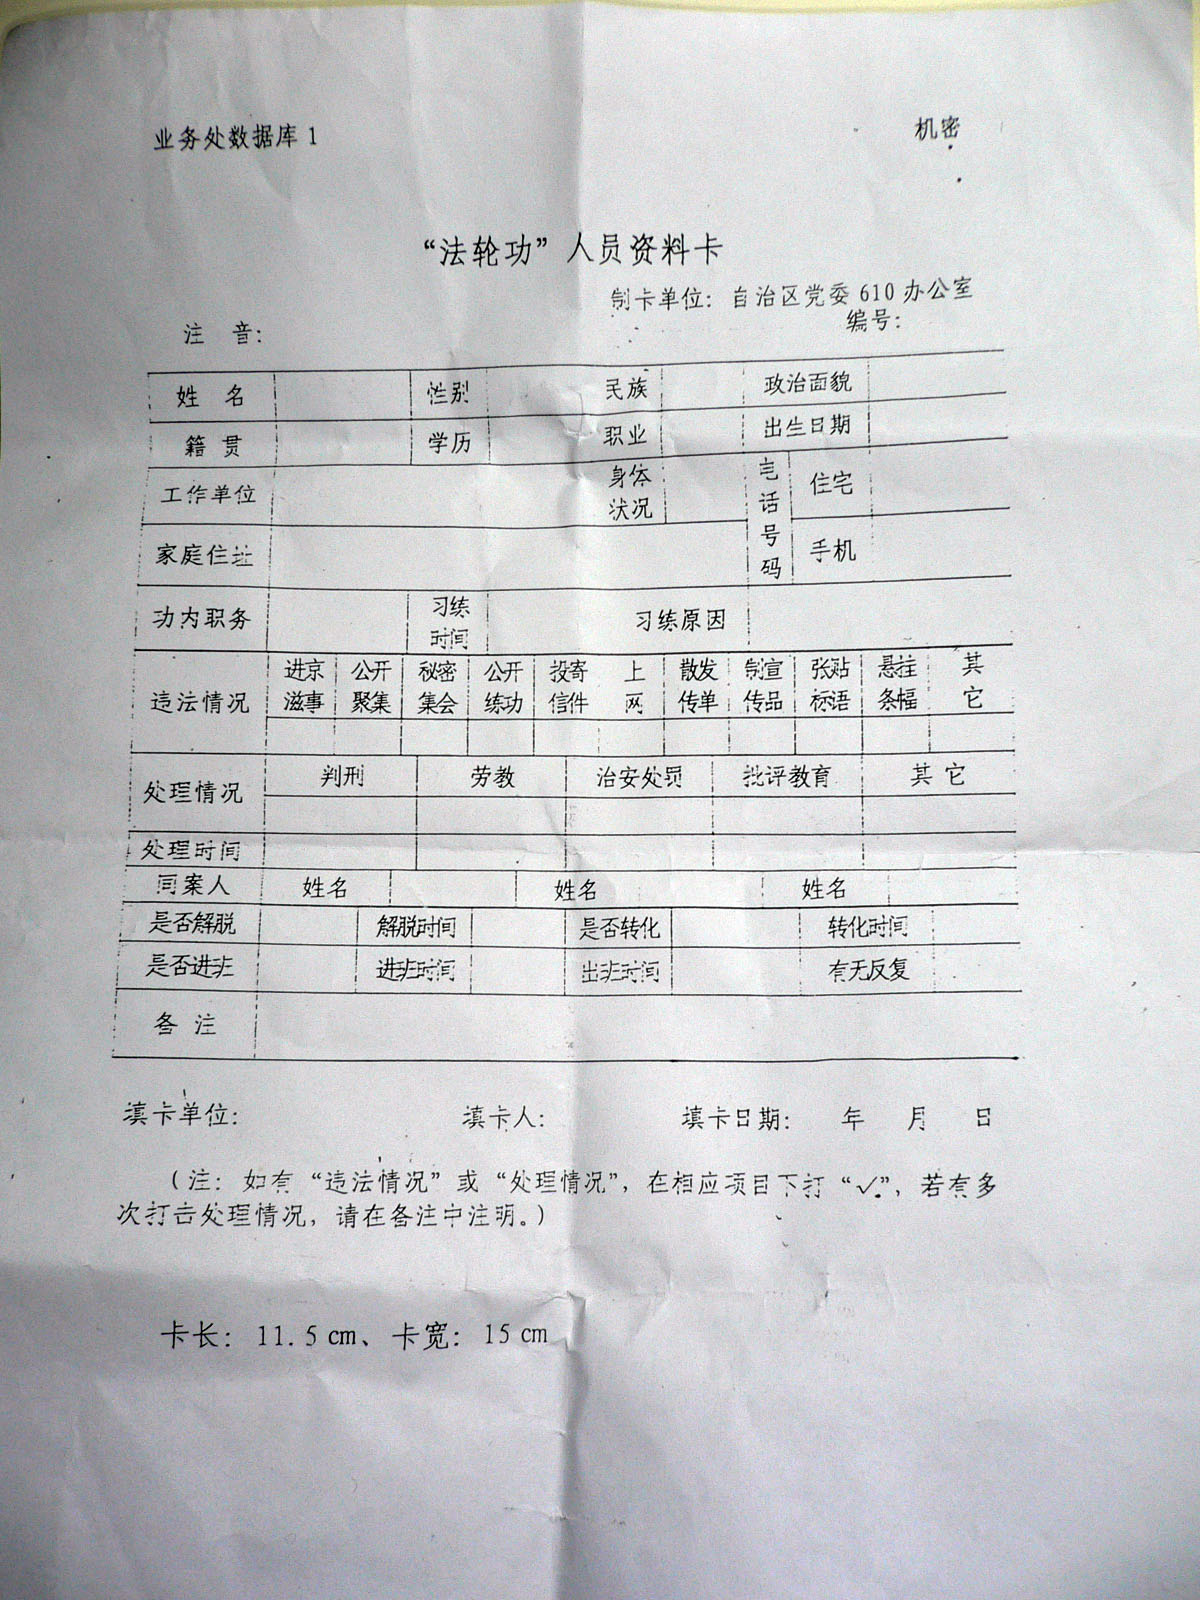 业务处数据库1 机密
“法轮功”人员资料卡
制卡单位：自治区党委610办公室
注 音： 编号：
姓 名 性别 民族 政治面貌
籍 贯 学历 职业 出生日期
工作单位 身体状况 电话号码 住宅
家庭住址 手机
功内职务 习练时间 习练原因
违法情况 进京滋事 公开聚集 秘密集会 公开练功 投寄信件 上网 散发传单 制宣传品 张贴标语 悬挂条幅 其它
处理情况 判刑 劳教 治安处罚 批评教育 其它
处理时间
同案人 姓名 姓名 姓名
是否解脱 解脱时间 是否转化 转化时间
是否进班 进班时间 出班时间 有无反复
备 注
填卡单位： 填卡人： 填卡日期： 年 月 日
（注：如有“违法情况”或“处理情况”，在相应项目下打“√”，若有多
次打击处理情况，请在备注中注明。）
卡长：11.5cm、卡宽：15cm